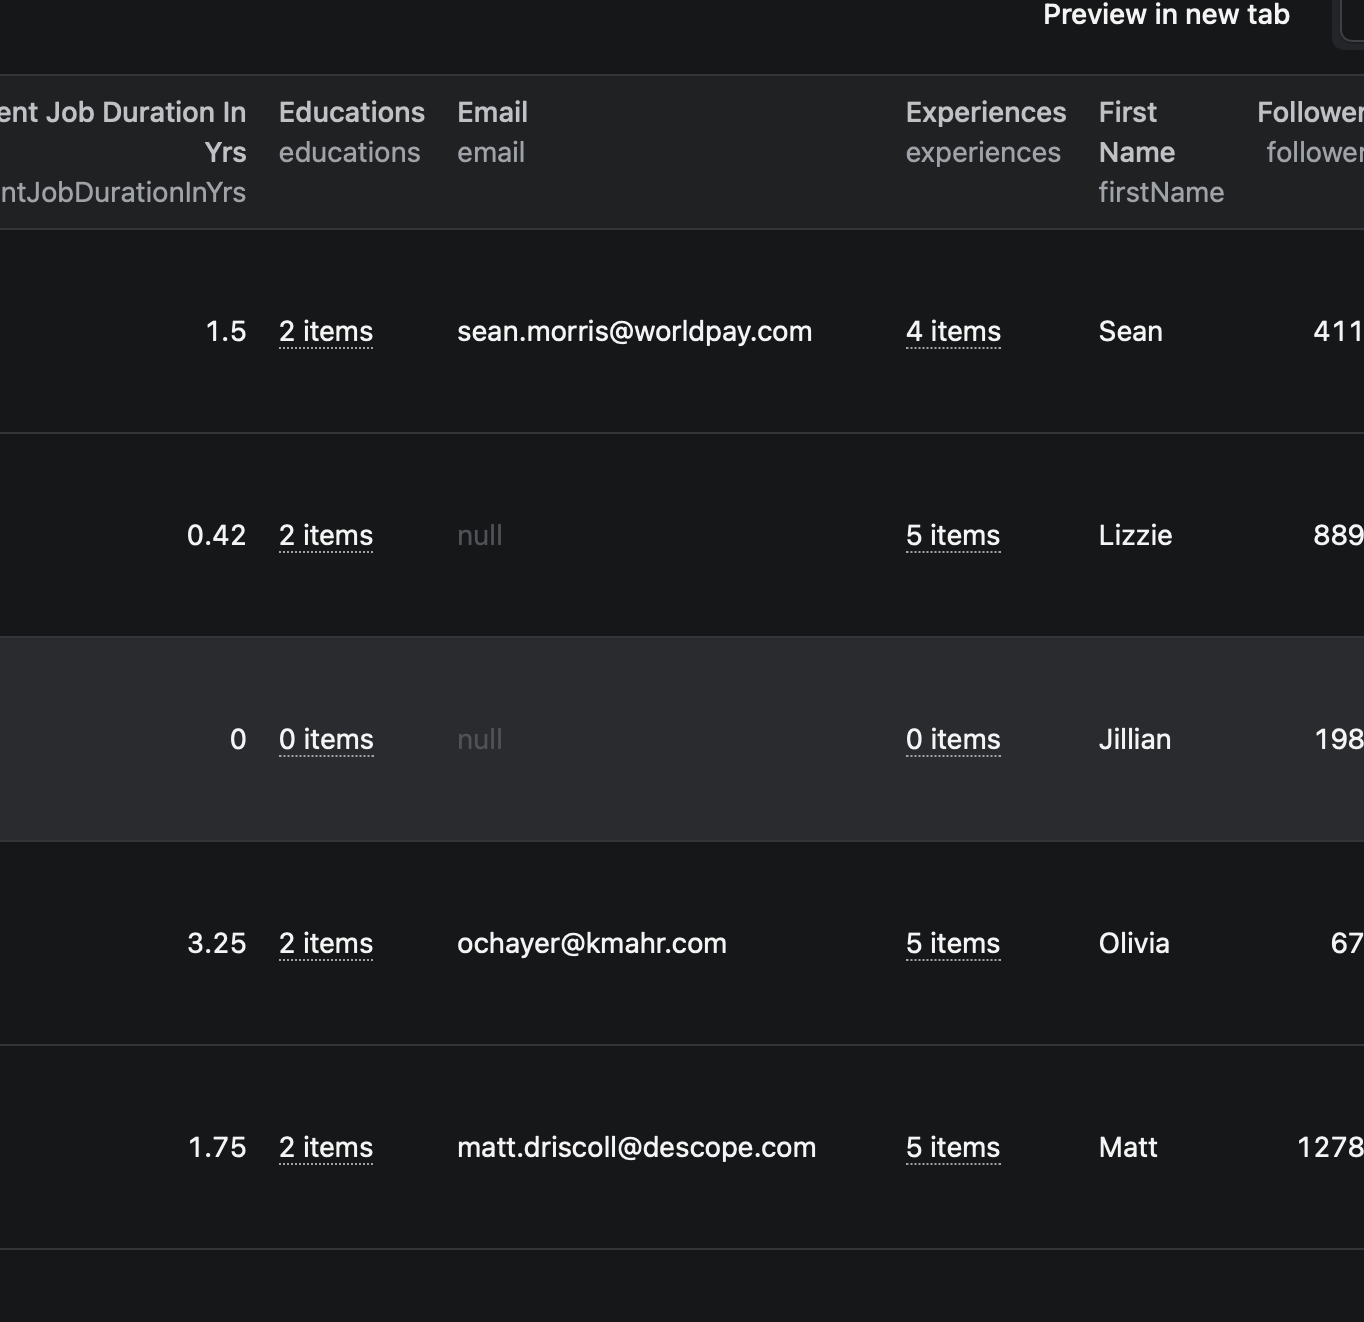 Preview in new tab
ent Job Duration In Educations Email Experiences First Follower
Yrs educations email experiences Name follower
ntJobDurationInYrs firstName
1.5 2 items sean.morris@worldpay.com 4 items Sean 411
0.42 2 items null 5 items Lizzie 889
0 0 items null 0 items Jillian 198
3.25 2 items ochayer@kmahr.com 5 items Olivia 67
1.75 2 items matt.driscoll@descope.com 5 items Matt 1278